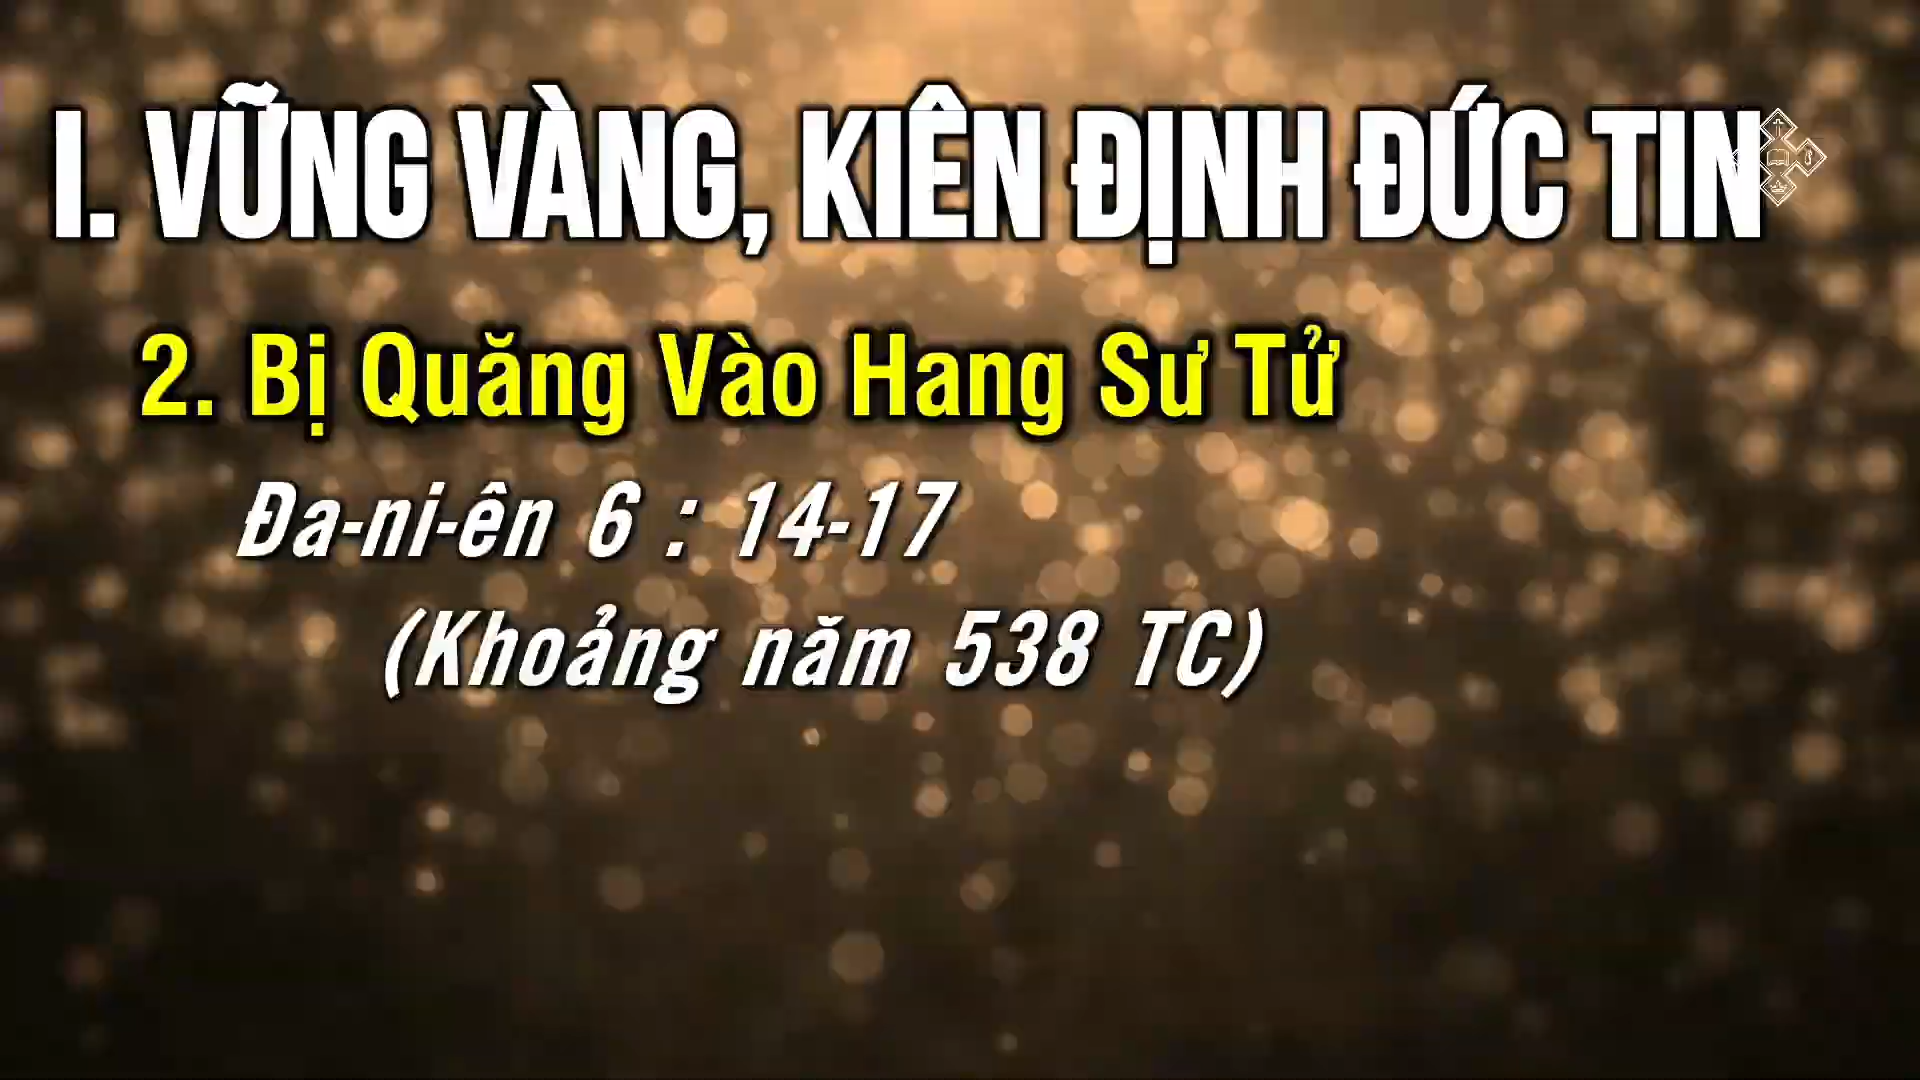 I. VỮNG VÀNG, KIÊN ĐỊNH ĐỨC TIN
2. Bị Quăng Vào Hang Sư Tử
Đa-ni-ên 6 : 14-17
(Khoảng năm 538 TC)